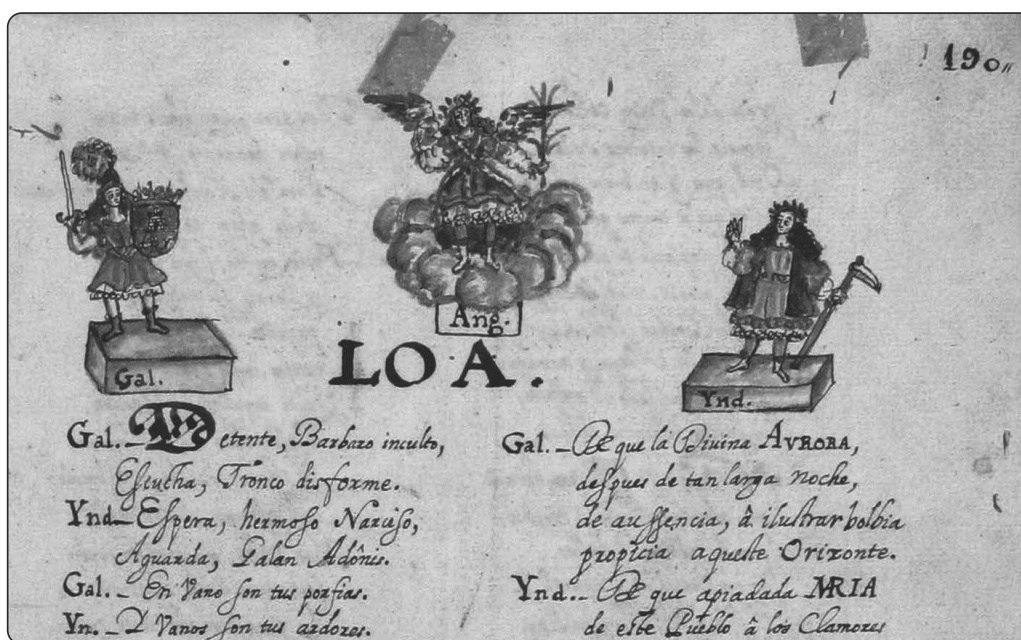 190
Ang.
Gal.
LOA.
Ynd.
Gal. – Detente, Barbaro inculto,
Escucha, Tronco disforme.
Ynd – Espera, hermoso Narciso,
Aguarda, Galan Adônis.
Gal. – En Vano son tus porfias.
Yn. – Y Vanos son tus ardores.
Gal. – De que la Divina AVRORA,
despues de tan larga noche,
de aussencia, â ilustrar bolbia
propicia aqueste Orizonte.
Ynd. – De que apiadada MRIA
de este Pueblo â los Clamores